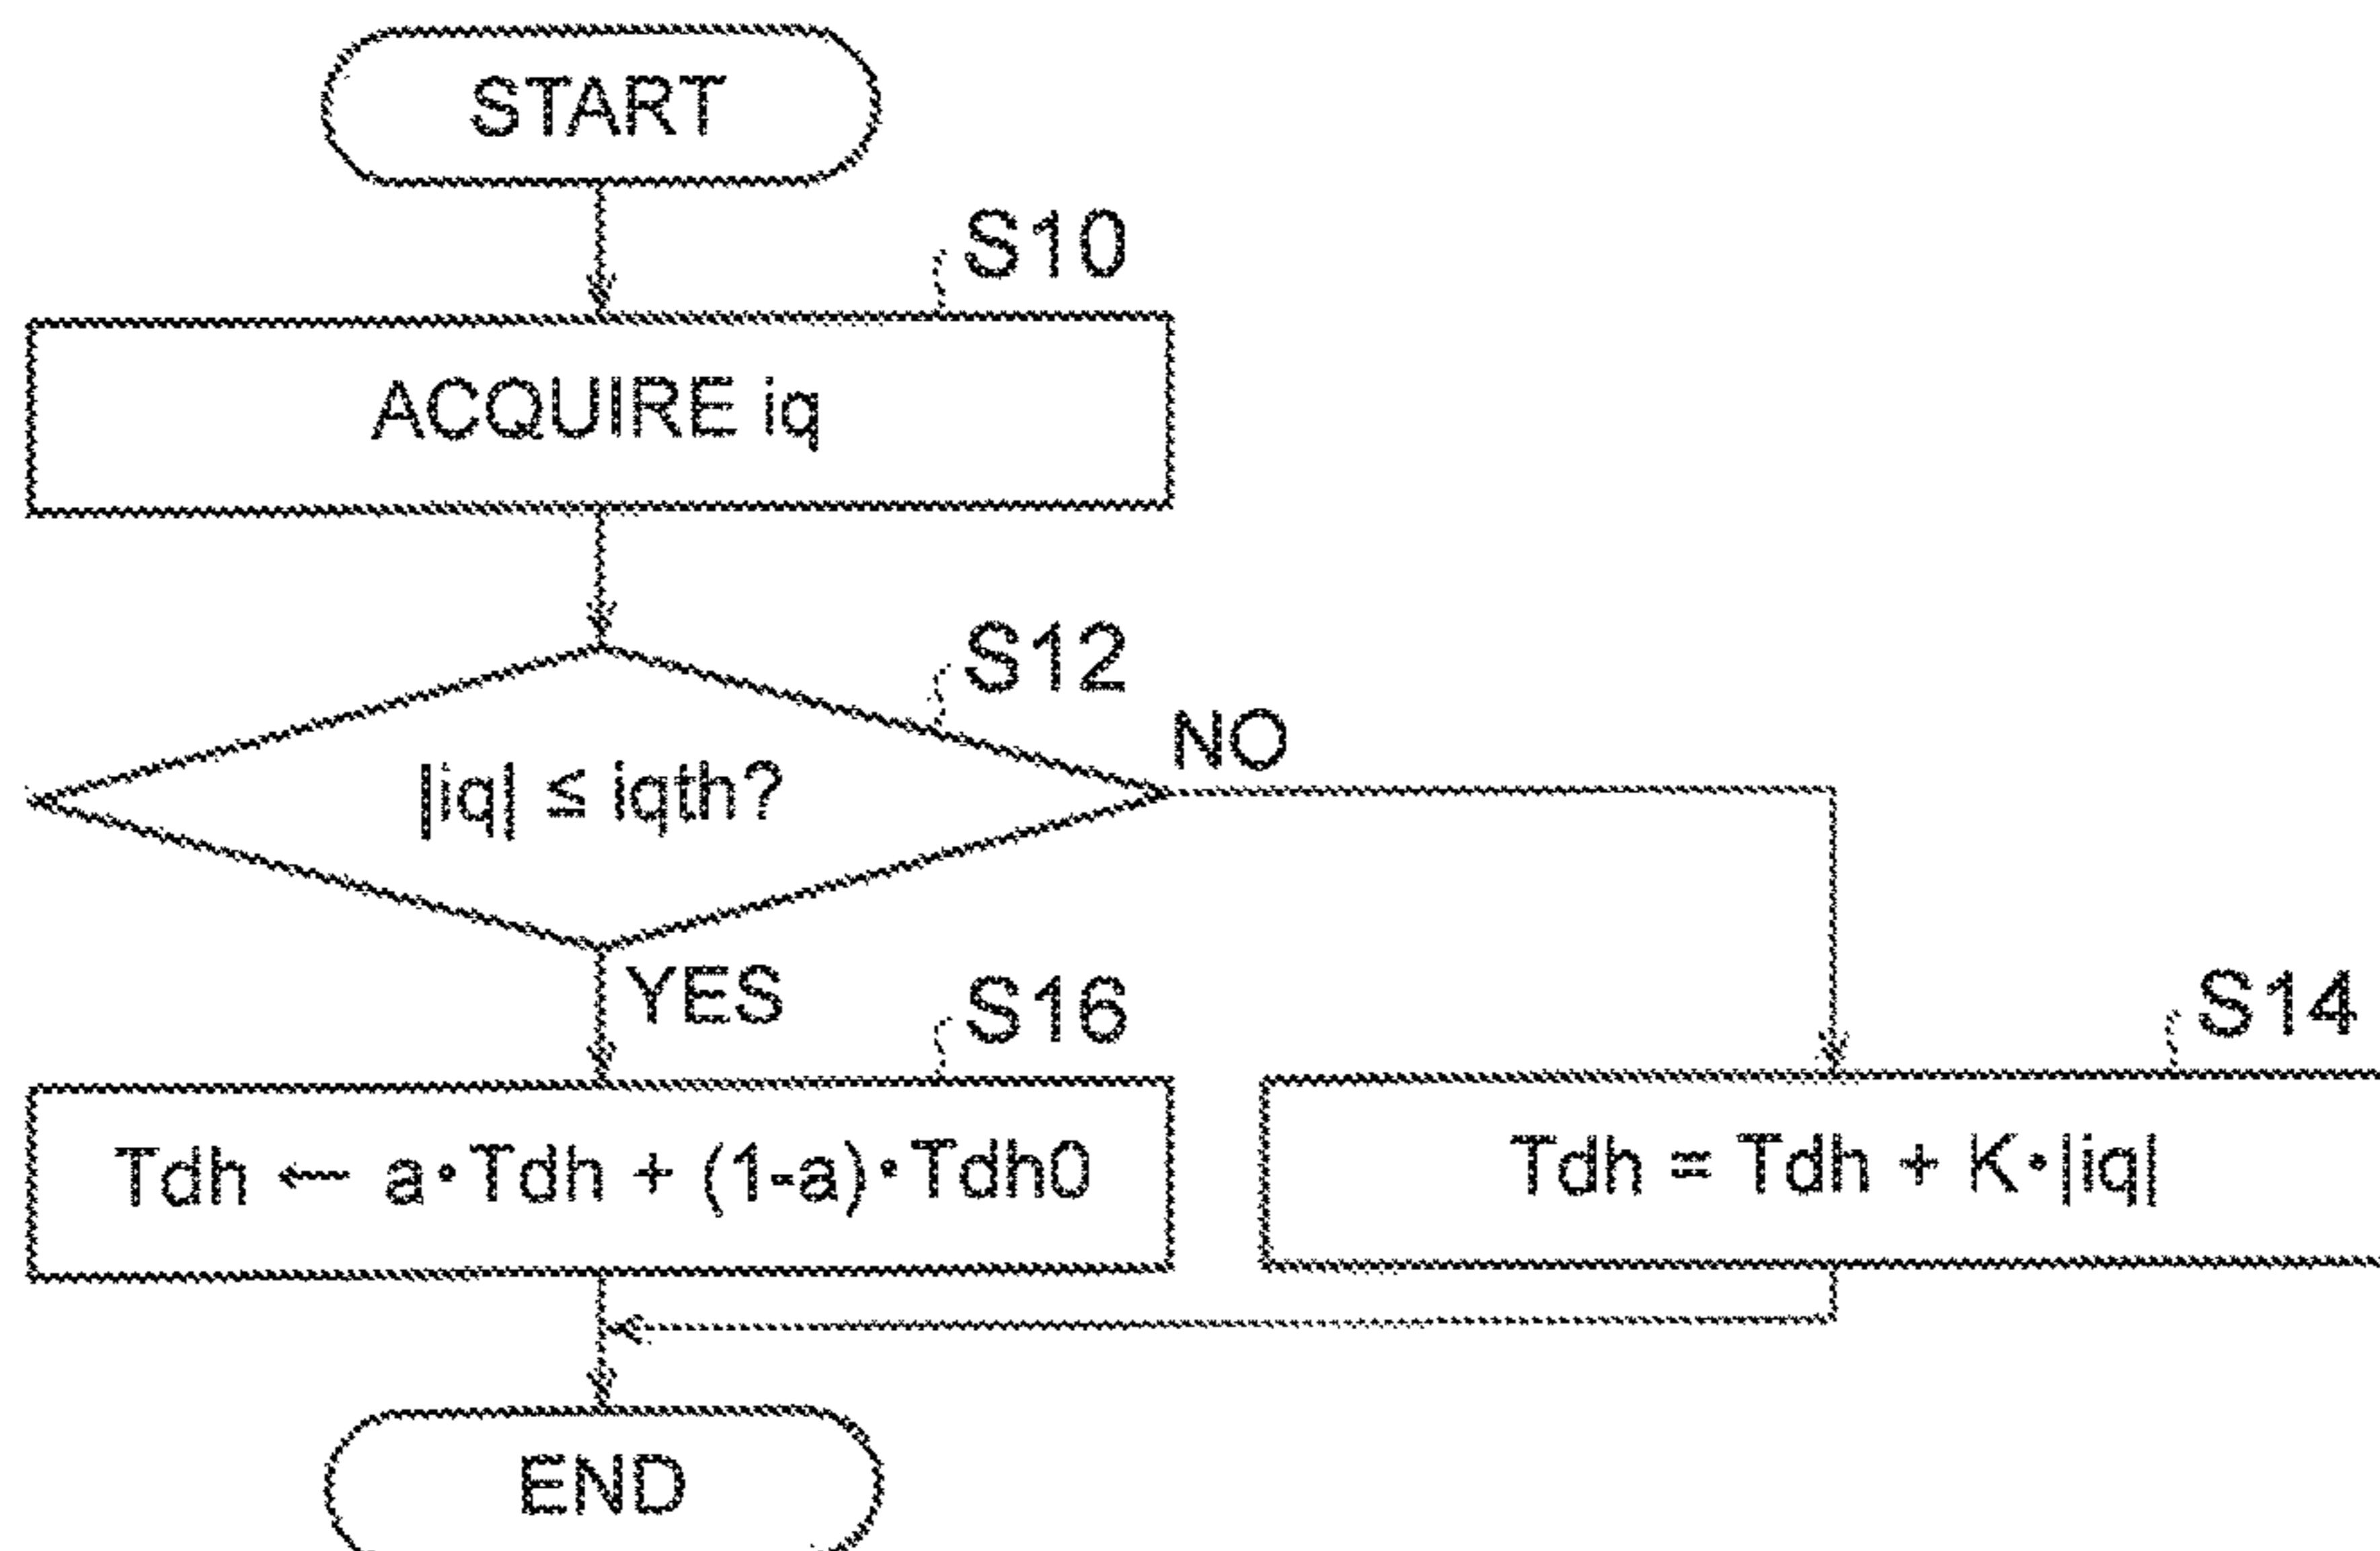 START
S10
ACQUIRE iq
S12
|iq| ≤ iqth?
NO
YES
S16
S14
Tdh ← a•Tdh + (1-a)•Tdh0
Tdh = Tdh + K•|iq|
END